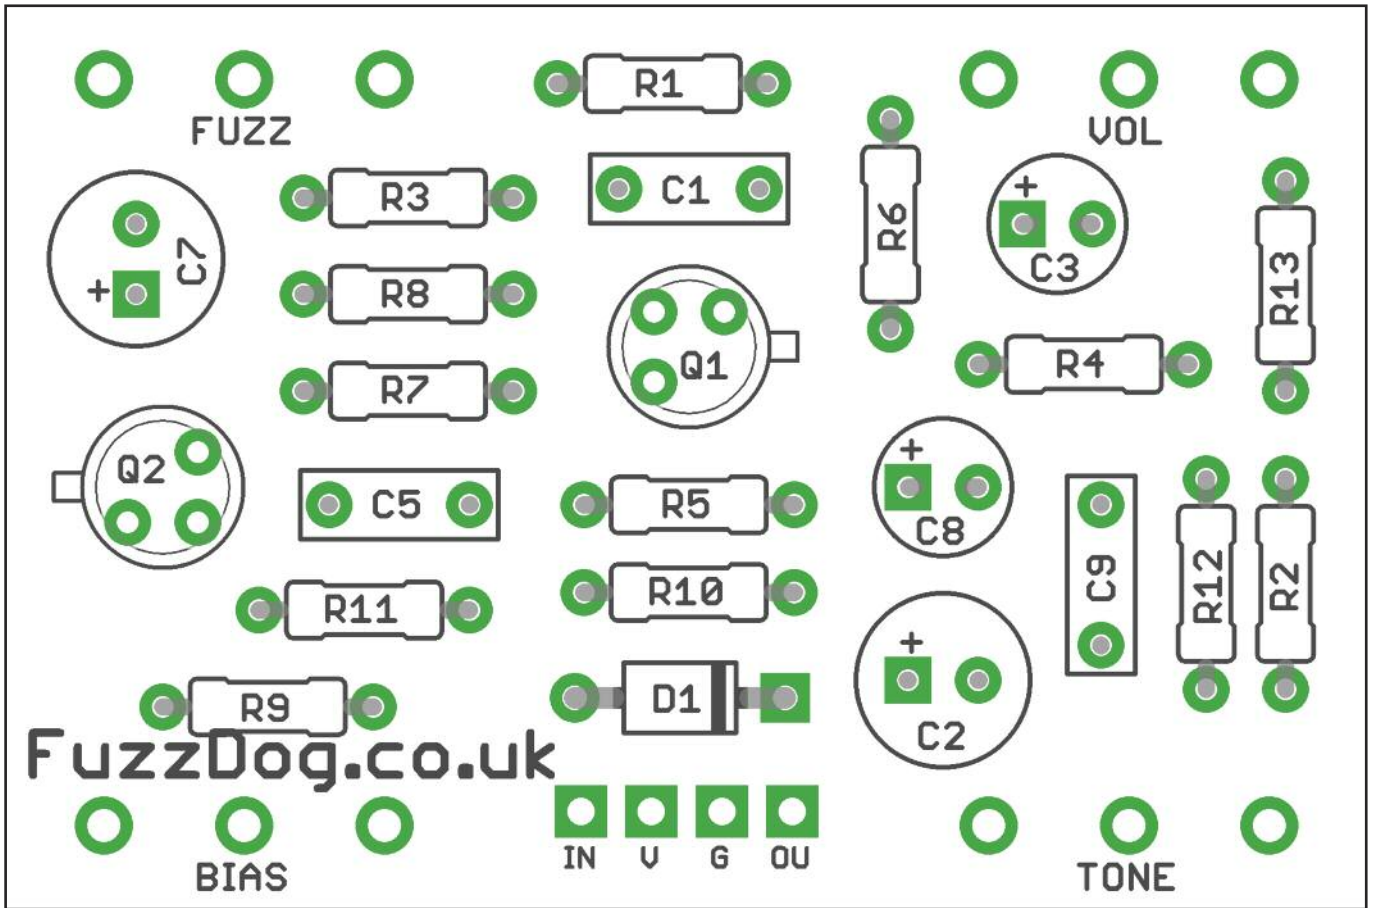 R1
FUZZ
VOL
R3
C1
+
R6
C7
C3
R13
+
R8
R7
Q1
R4
Q2
+
C5
R5
C8
C9
R12
R2
R11
R10
+
R9
D1
C2
FuzzDog.co.uk
IN V G OU
BIAS
TONE